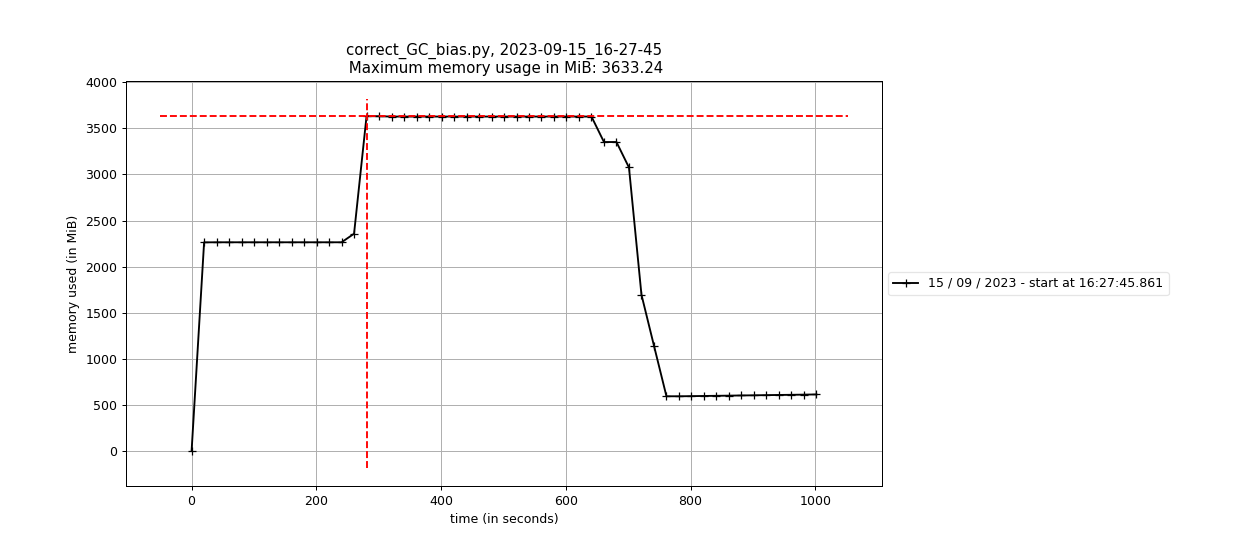 correct_GC_bias.py, 2023-09-15_16-27-45
Maximum memory usage in MiB: 3633.24
4000
3500
3000
2500
2000
1500
1000
500
0
memory used (in MiB)
0 200 400 600 800 1000
time (in seconds)
15 / 09 / 2023 - start at 16:27:45.861